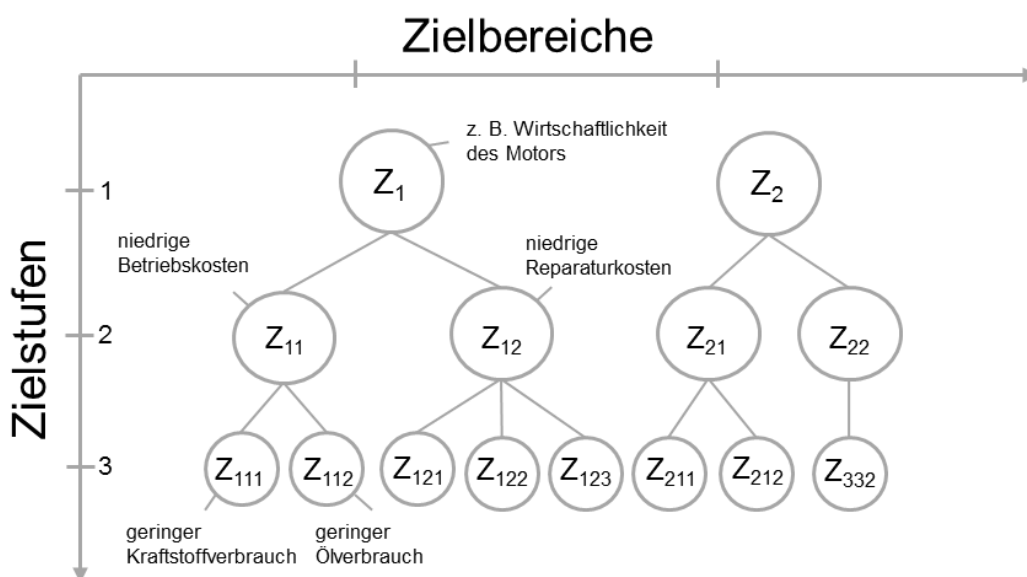 Zielbereiche
z. B. Wirtschaftlichkeit
des Motors
1
Z1
Z2
niedrige
Betriebskosten
niedrige
Reparaturkosten
Zielstufen
2
Z11
Z12
Z21
Z22
3
Z111
Z112
Z121
Z122
Z123
Z211
Z212
Z332
geringer
Kraftstoffverbrauch
geringer
Ölverbrauch